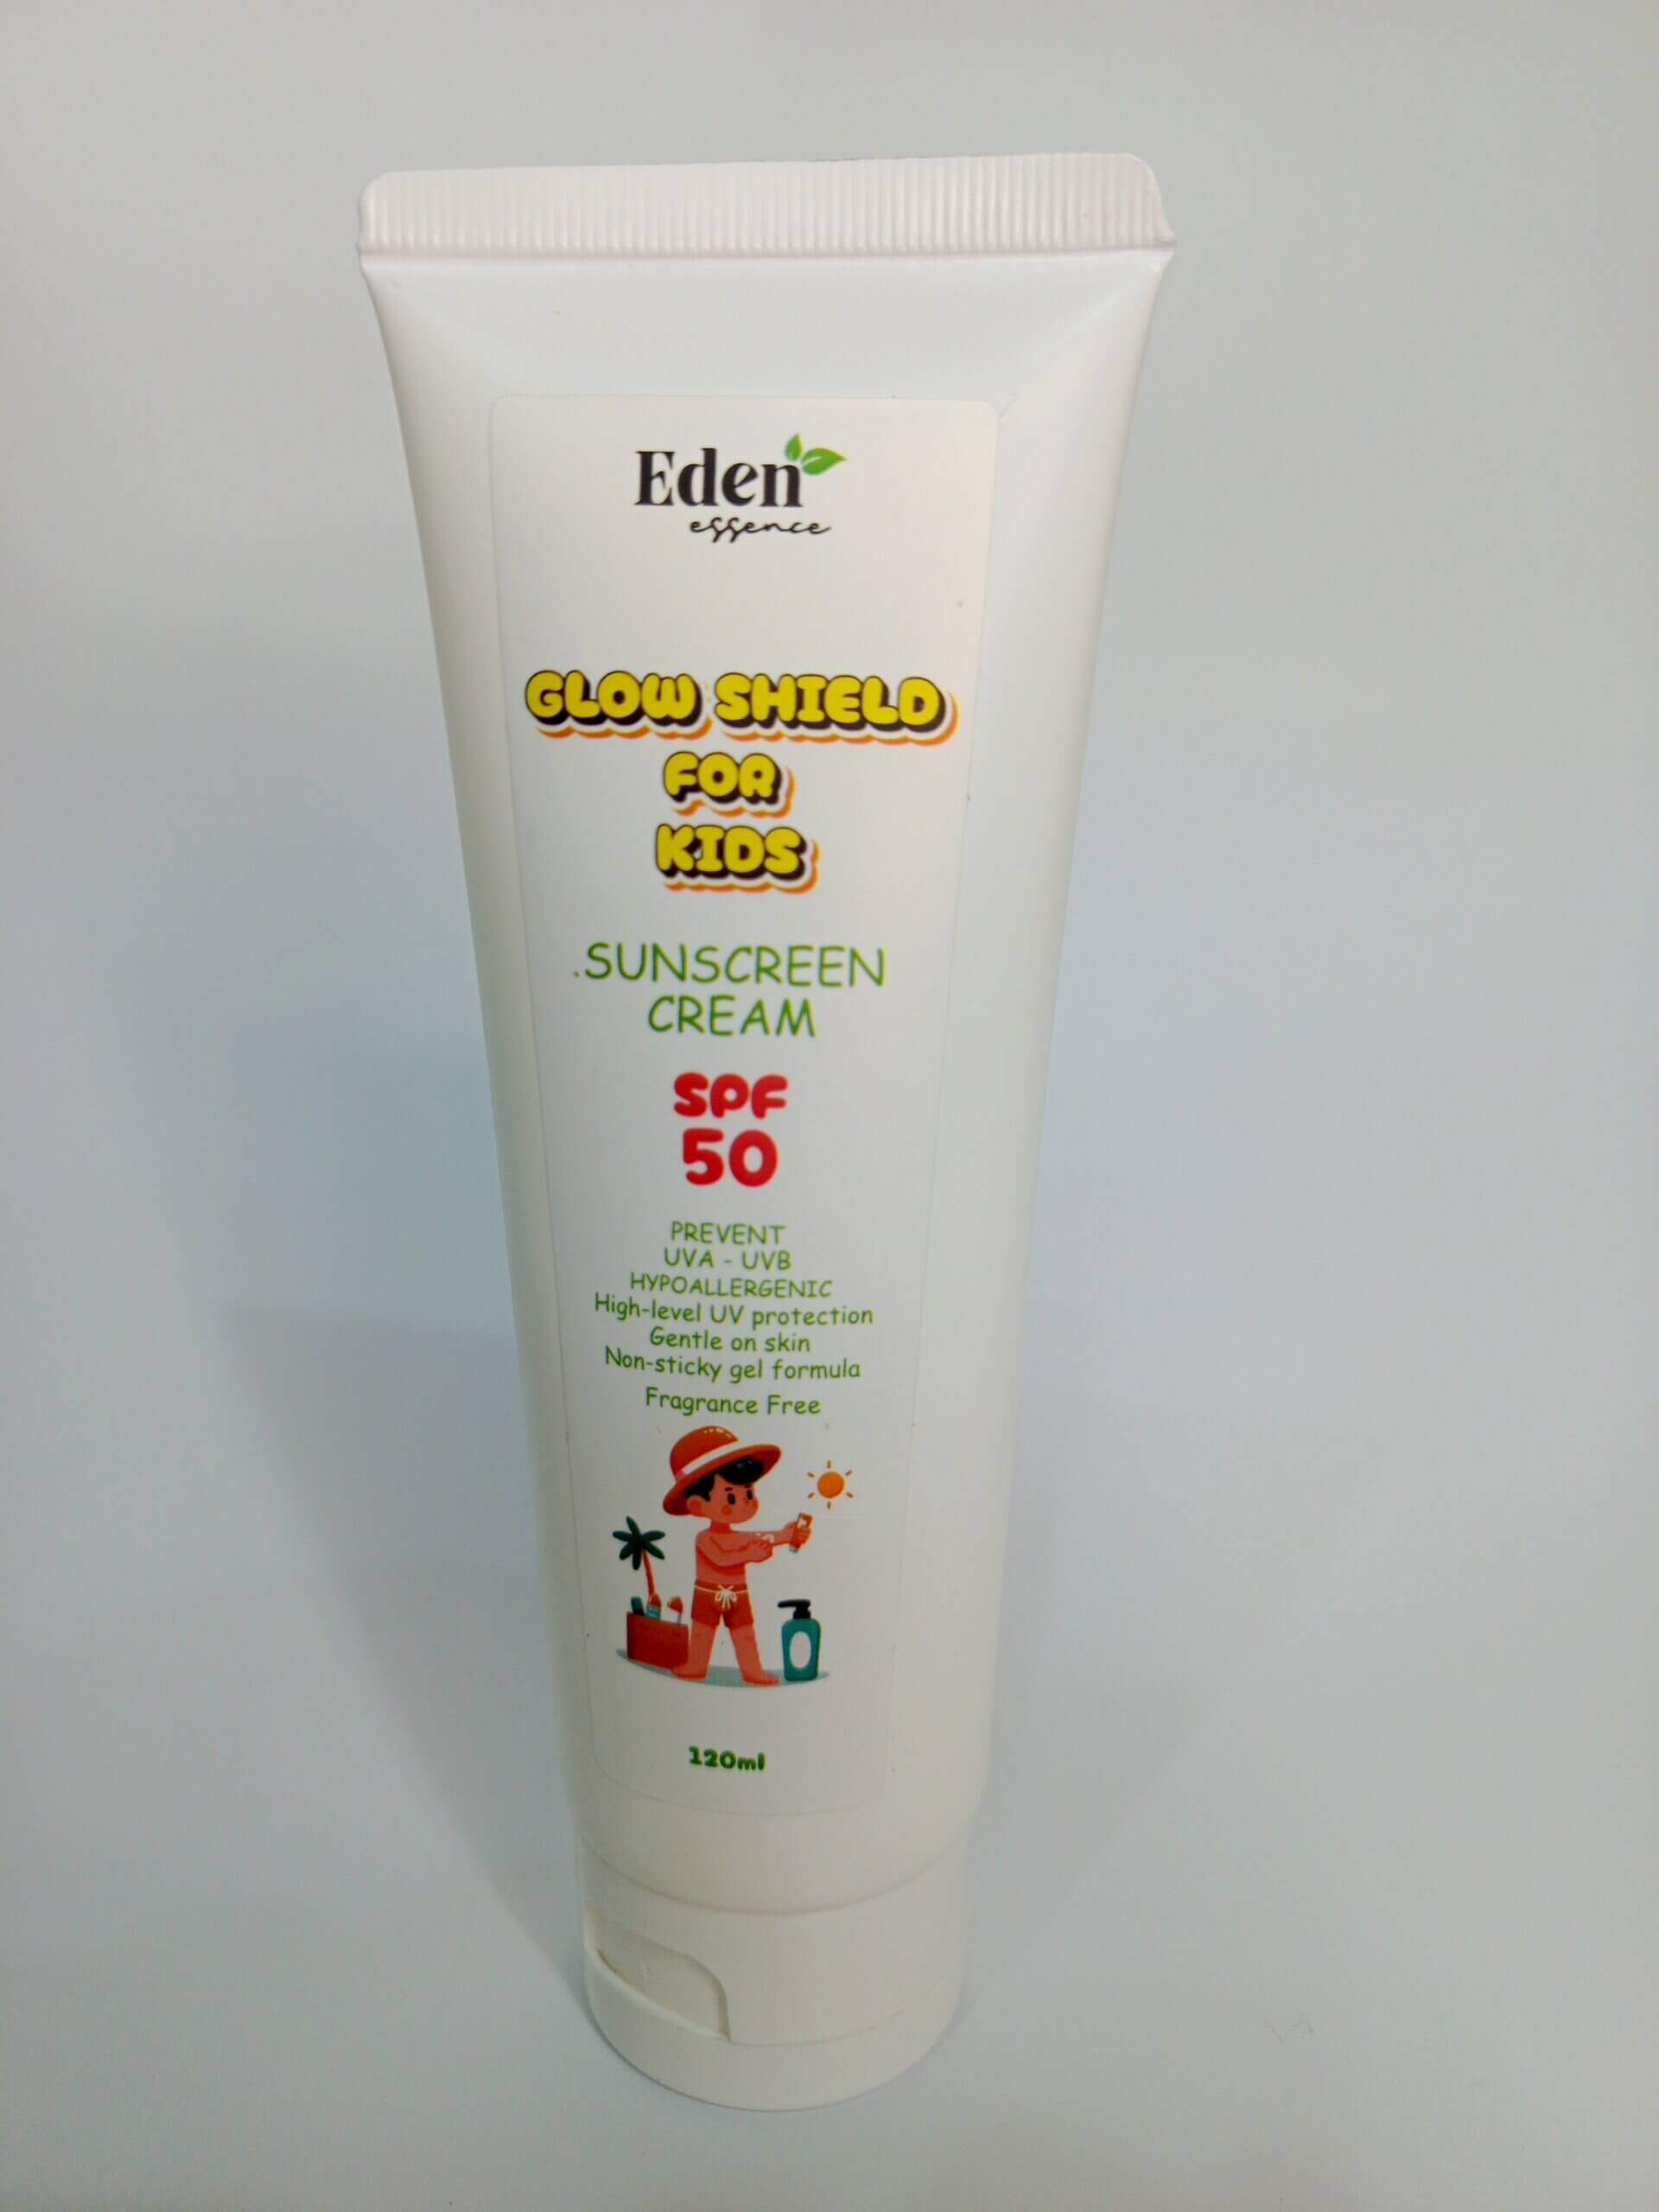 Eden
essence
GLOW SHIELD
FOR
KIDS
SUNSCREEN
CREAM
SPF
50
PREVENT
UVA - UVB
HYPOALLERGENIC
High-level UV protection
Gentle on skin
Non-sticky gel formula
Fragrance Free
120ml